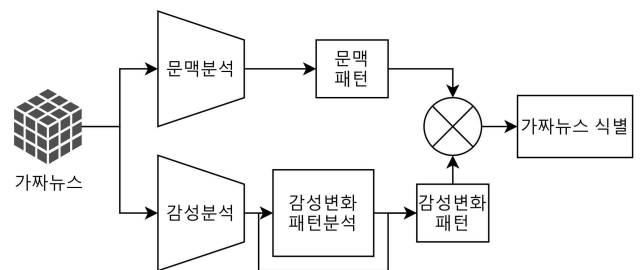 가짜뉴스
문맥분석
문맥
패턴
감성분석
감성변화
패턴분석
감성변화
패턴
가짜뉴스 식별